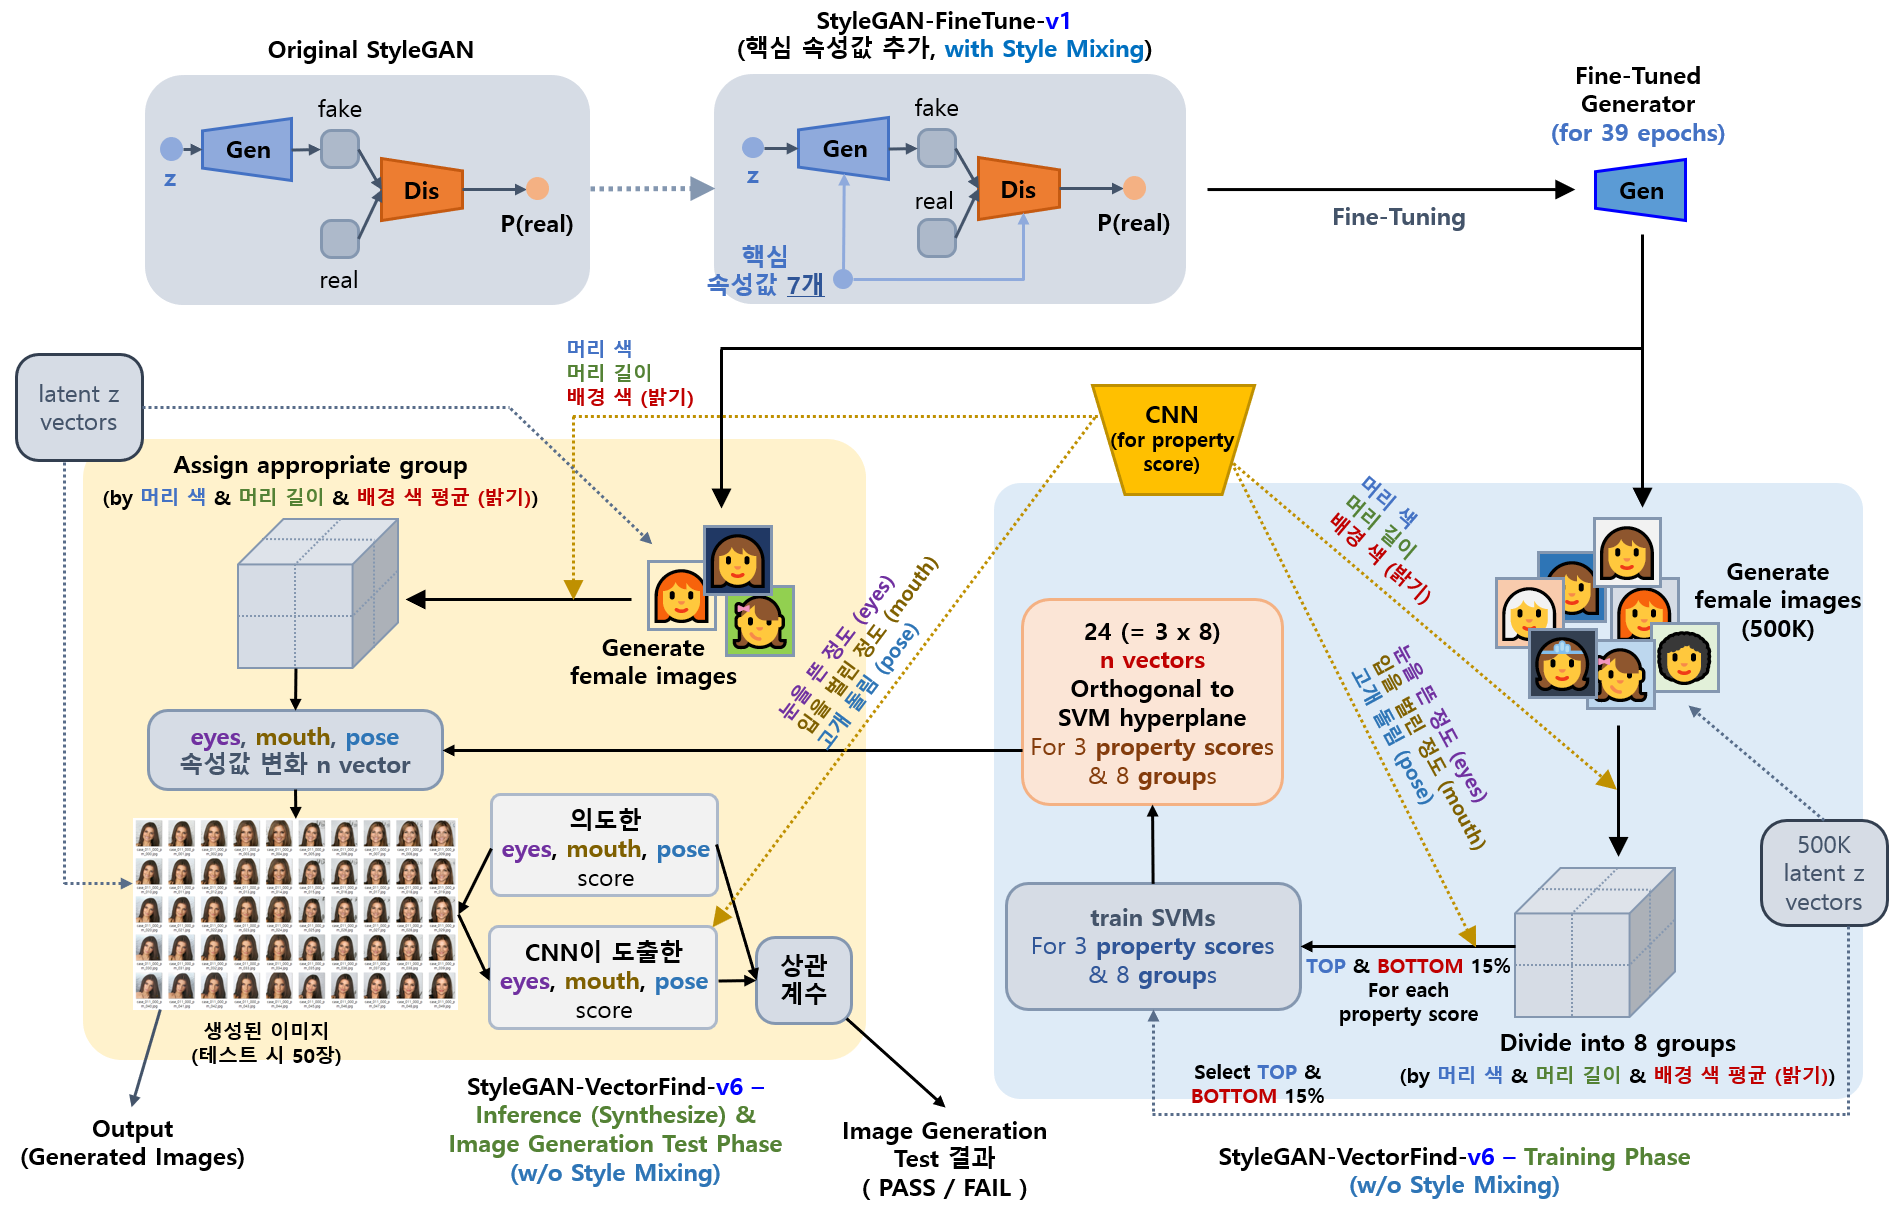 Original StyleGAN
fake
Gen
z
Dis
P(real)
real
StyleGAN-FineTune-v1
(핵심 속성값 추가, with Style Mixing)
fake
Gen
z
real
Dis
P(real)
핵심
속성값 7개
Fine-Tuning
Fine-Tuned
Generator
(for 39 epochs)
Gen
latent z
vectors
머리 색
머리 길이
배경 색 (밝기)
Assign appropriate group
(by 머리 색 & 머리 길이 & 배경 색 평균 (밝기))
Generate
female images
eyes, mouth, pose
속성값 변화 n vector
눈을 뜬 정도 (eyes)
입을 벌린 정도 (mouth)
고개 돌림 (pose)
의도한
eyes, mouth, pose
score
CNN이 도출한
eyes, mouth, pose
score
상관
계수
생성된 이미지
(테스트 시 50장)
Output
(Generated Images)
StyleGAN-VectorFind-v6 –
Inference (Synthesize) &
Image Generation Test Phase
(w/o Style Mixing)
Image Generation
Test 결과
( PASS / FAIL )
CNN
(for property
score)
머리 색
머리 길이
배경 색 (밝기)
눈을 뜬 정도 (eyes)
입을 벌린 정도 (mouth)
고개 돌림 (pose)
Generate
female images
(500K)
24 (= 3 x 8)
n vectors
Orthogonal to
SVM hyperplane
For 3 property scores
& 8 groups
train SVMs
For 3 property scores
& 8 groups
TOP & BOTTOM 15%
For each
property score
500K
latent z
vectors
Divide into 8 groups
(by 머리 색 & 머리 길이 & 배경 색 평균 (밝기))
Select TOP &
BOTTOM 15%
StyleGAN-VectorFind-v6 – Training Phase
(w/o Style Mixing)